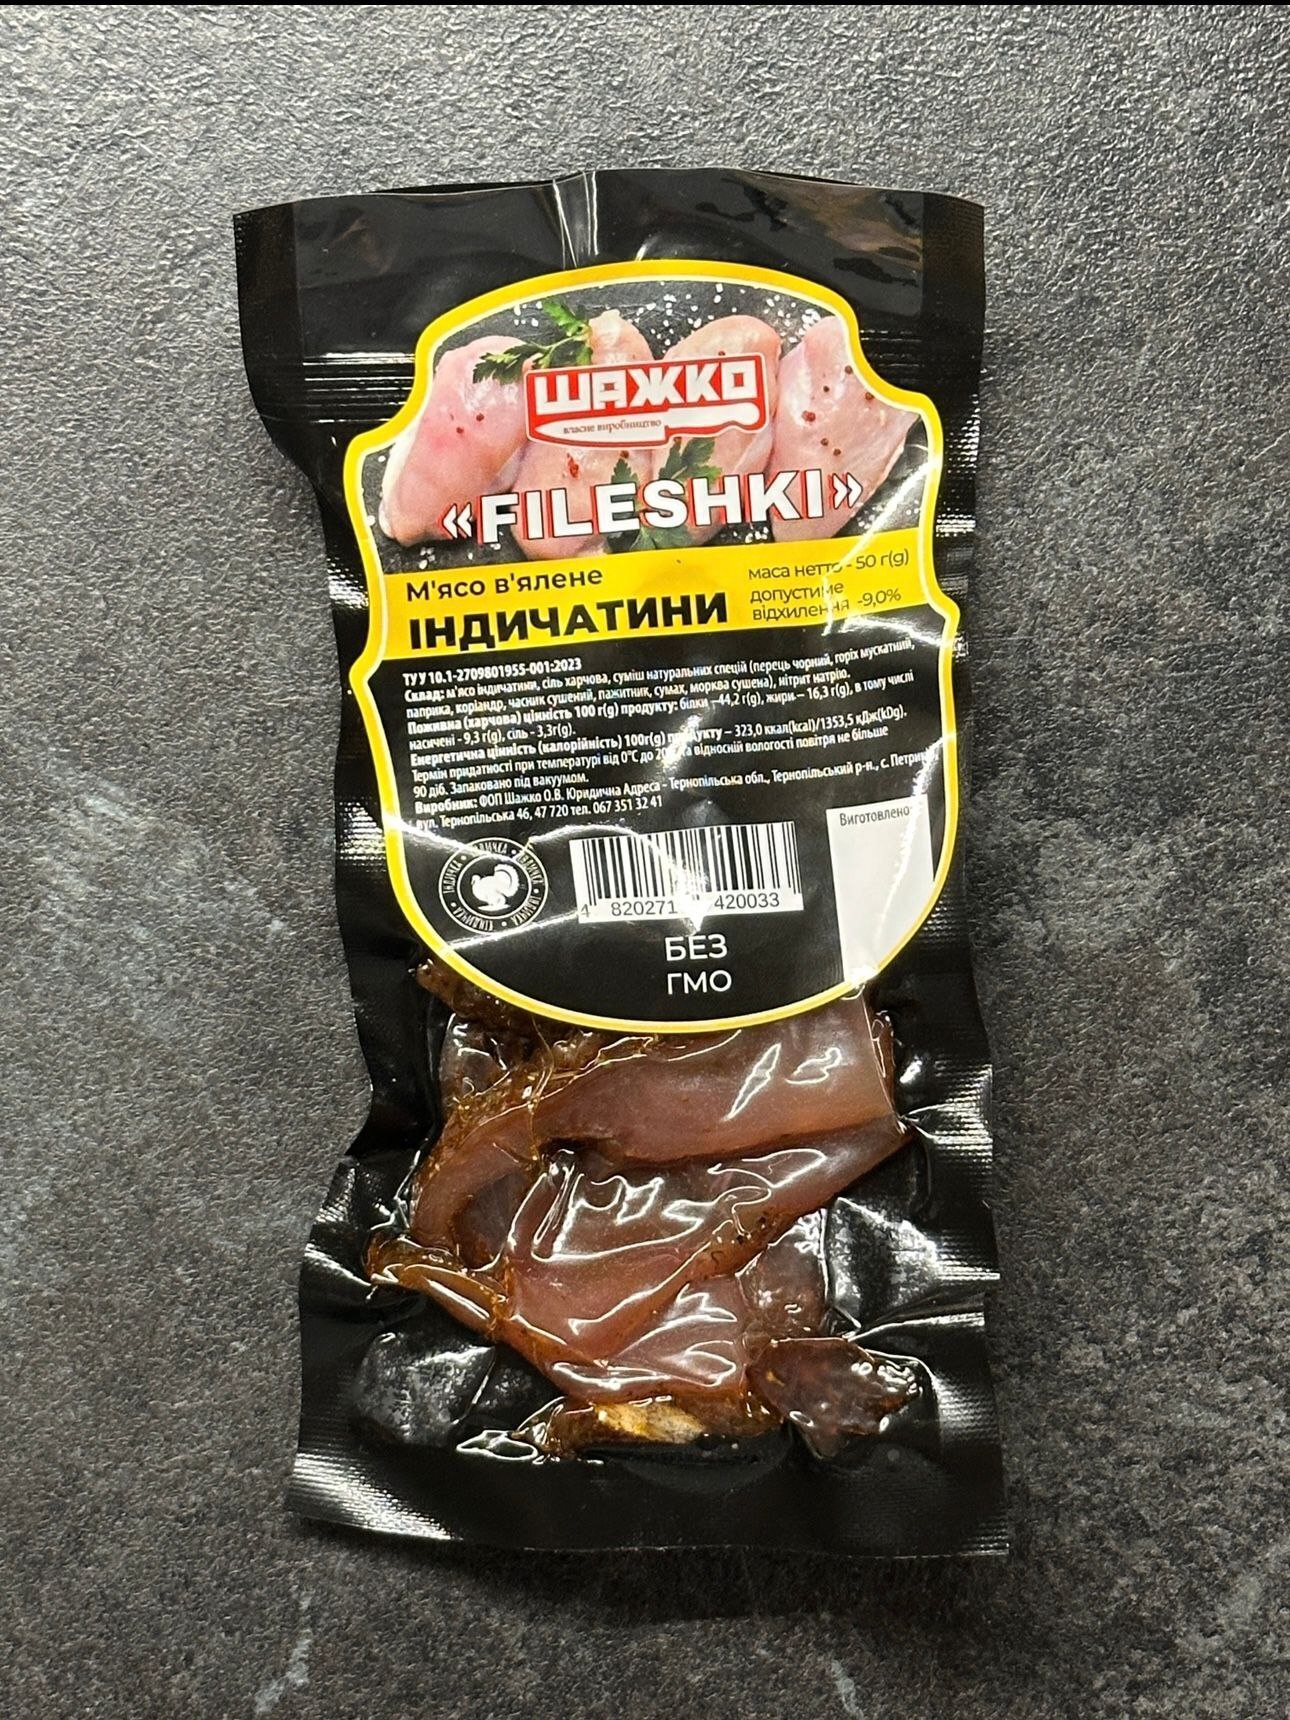 ШАЖКО
власне виробництво
«FILESHKI»
М'ясо в'ялене
ІНДИЧАТИНИ
маса нетто - 50 г(g)
допустиме
відхилення -9,0%
ТУ У 10.1-2709801955-001:2023
Склад: м'ясо індичатини, сіль харчова, суміш натуральних спецій (перець чорний, горіх мускатний,
паприка, коріандр, часник сушений, пажитник, сумах, морква сушена), нітрит натрію.
Поживна (харчова) цінність 100 г(g) продукту: білки –44,2 г(g), жири – 16,3 г(g), в тому числі
насичені - 9,3 г(g), сіль - 3,3г(g).
Енергетична цінність (калорійність) 100г(g) продукту – 323,0 ккал(kcal)/1353,5 кДж(kDg).
Термін придатності при температурі від 0°С до та відносній вологості повітря не більше
90 діб. Запаковано під вакуумом.
Виробник: ФОП Шажко О.В. Юридична Адреса – Тернопільська обл., Тернопільський р-н., с.
вул. Тернопільська 46, 47 720 тел. 067 351 32 41
Виготовлено:
ІНДИЧКА • ІНДИЧКА • ІНДИЧКА • ІНДИЧКА •
4 820271 420033
БЕЗ
ГМО